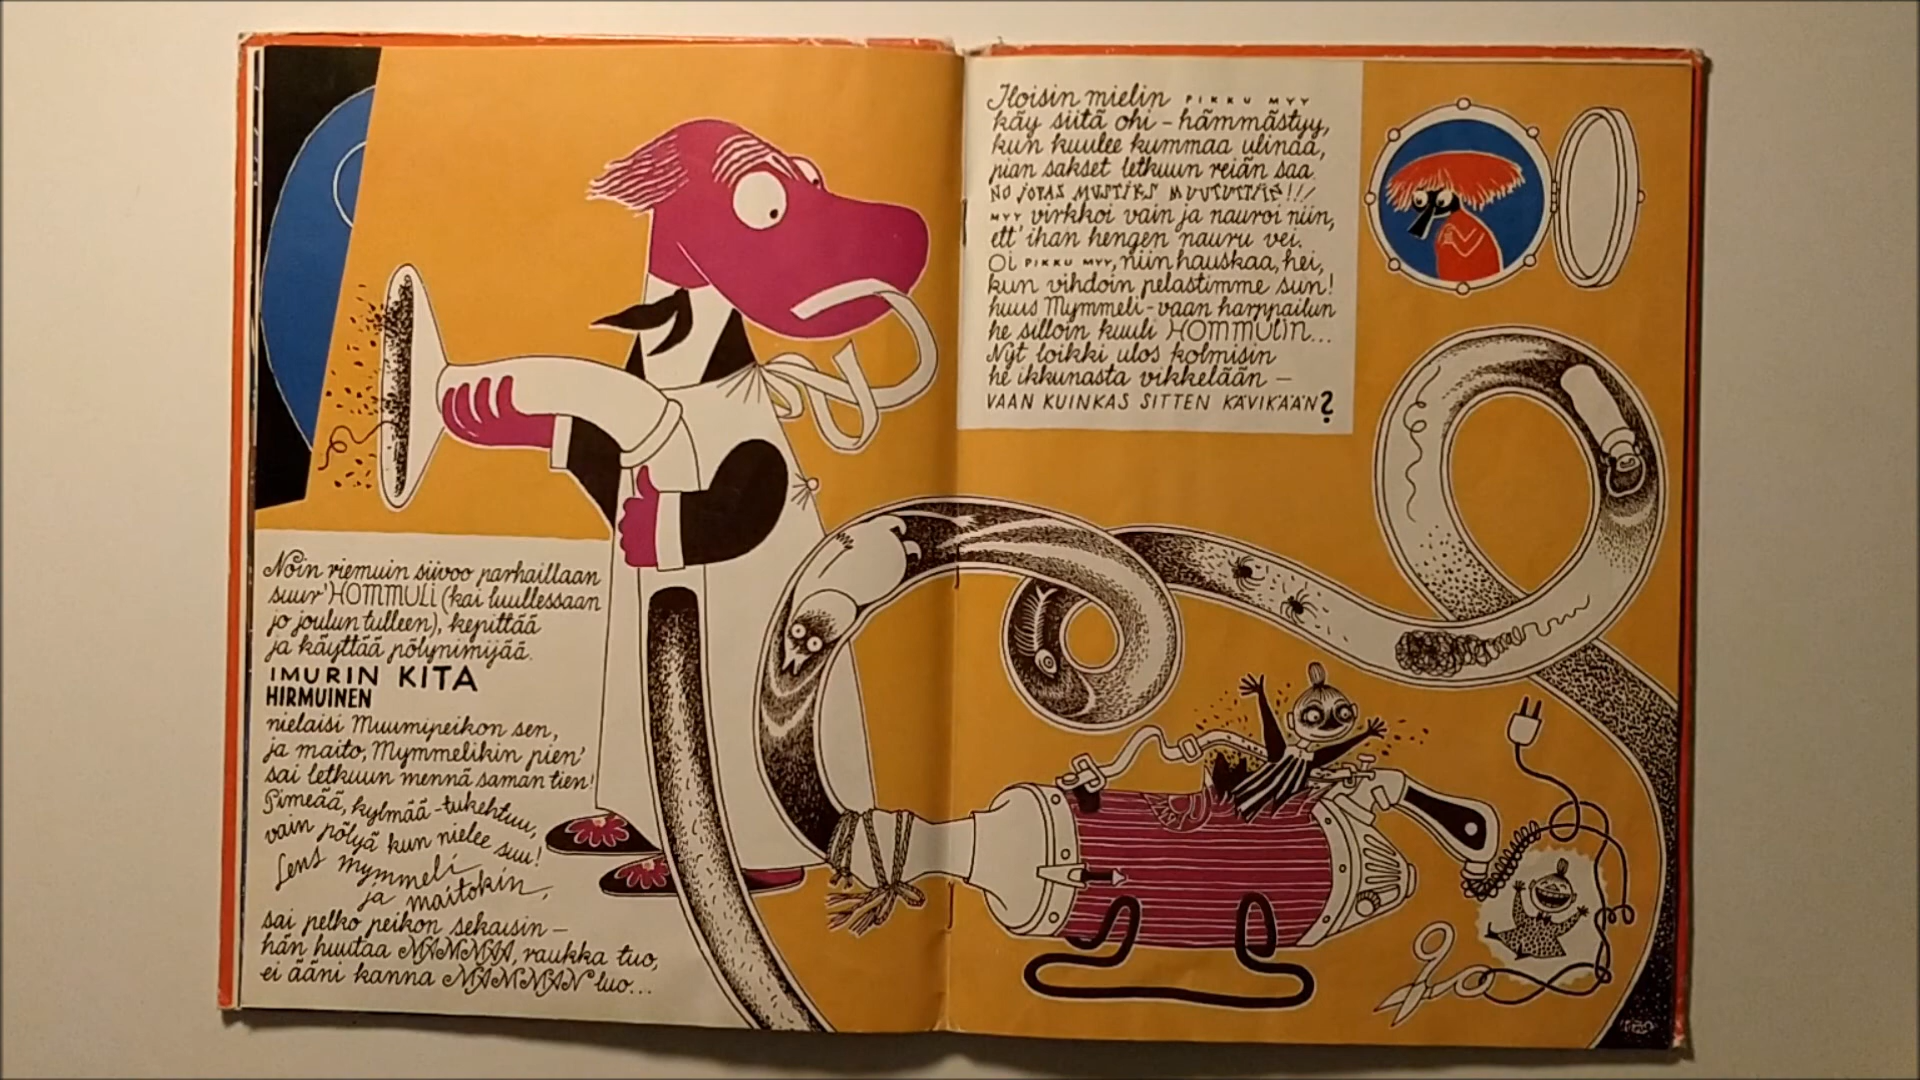 Noin riemuin siivoo parhaillaan
suur' HOMMULI (kai luullessaan
jo joulun tulleen), kepittää
ja käyttää pölynimijää.
IMURIN KITA
HIRMUINEN
nielaisi Muumipeikon sen,
ja maito, Mymmelikin pien'
sai letkuun mennä saman tien!
Pimeää, kylmää - tukehtuu,
vain pölyä kun nielee suu!
Lens mymmeli
ja maitokin,
sai pelko peikon sekaisin –
hän huutaa MAMMAA, raukka tuo,
ei ääni kanna MAMMAN luo...
Iloisin mielin PIKKU MYY
käy siitä ohi – hämmästyy,
kun kuulee kummaa ulinaa,
pian sakset letkuun reiän saa.
NO JOPAS MUSTIKS MUUTUTTAS!!!
MYY virkkoi vain ja nauroi niin,
ett' ihan hengen nauru vei.
Oi PIKKU MYY, niin hauskaa, hei,
kun vihdoin pelastimme sun!
huus Mymmeli - vaan harppailun
he silloin kuuli HOMMULIN...
Nyt loikki ulos kolmisin
he ikkunasta vikkelään –
VAAN KUINKAS SITTEN KÄVIKÄÄN?